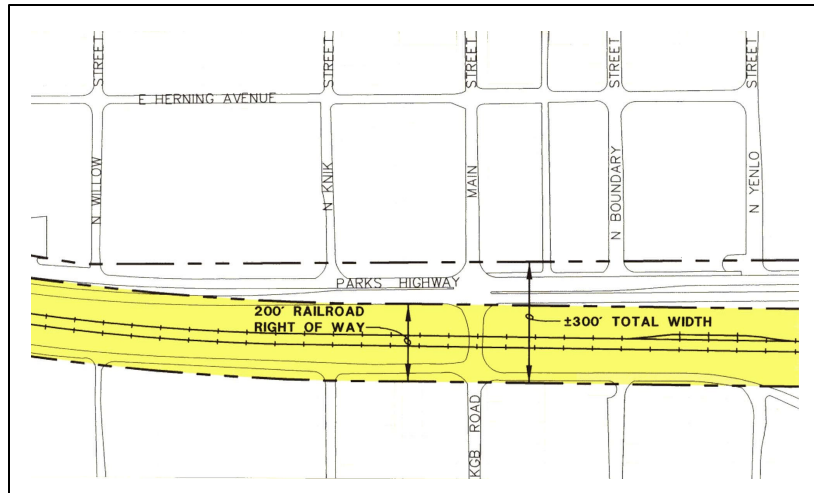 STREET
STREET
STREET
STREET
STREET
E HERNING AVENUE
N WILLOW
N KNIK
MAIN
N BOUNDARY
N YENLO
PARKS HIGHWAY
200' RAILROAD
RIGHT OF WAY
±300' TOTAL WIDTH
KGB ROAD